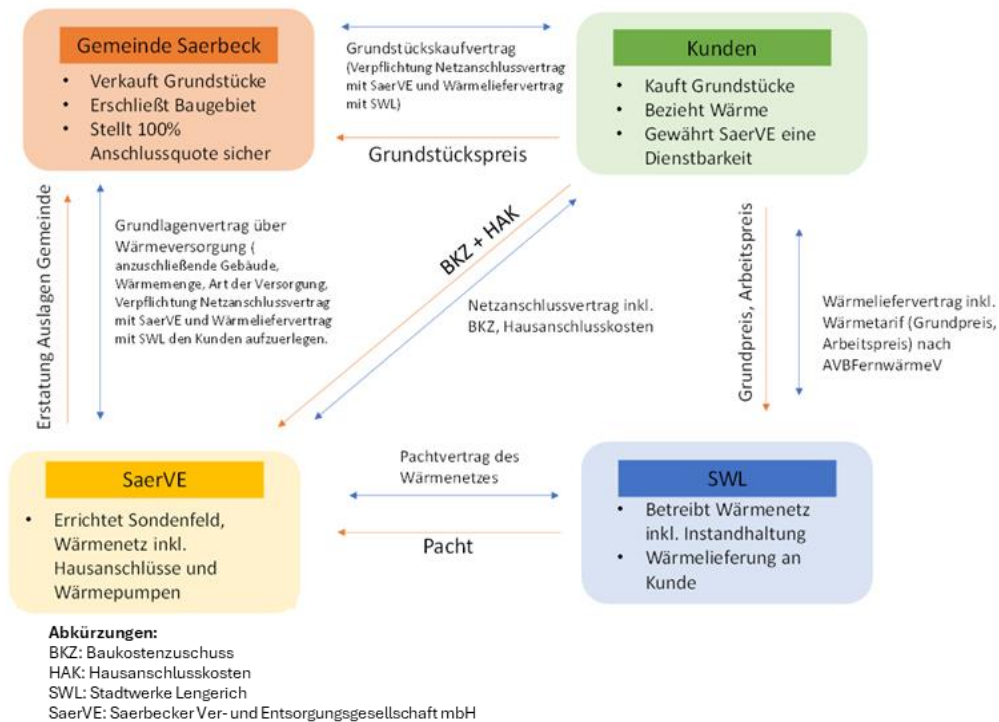 Gemeinde Saerbeck
• Verkauft Grundstücke
• Erschließt Baugebiet
• Stellt 100%
Anschlussquote sicher
Grundstückskaufvertrag
(Verpflichtung Netzanschlussvertrag
mit SaerVE und Wärmeliefervertrag
mit SWL)
Grundstückspreis
Kunden
• Kauft Grundstücke
• Bezieht Wärme
• Gewährt SaerVE eine
Dienstbarkeit
Erstatung Auslagen Gemeinde
Grundlagenvertrag über
Wärmeversorgung (
anzuschließende Gebäude,
Wärmemenge, Art der Versorgung,
Verpflichtung Netzanschlussvertrag
mit SaerVE und Wärmeliefervertrag
mit SWL den Kunden aufzuerlegen.
BKZ + HAK
Netzanschlussvertrag inkl.
BKZ, Hausanschlusskosten
Grundpreis, Arbeitspreis
Wärmeliefervertrag inkl.
Wärmetarif (Grundpreis,
Arbeitspreis) nach
AVBFernwärmeV
SaerVE
• Errichtet Sondenfeld,
Wärmenetz inkl.
Hausanschlüsse und
Wärmepumpen
Pachtvertrag des
Wärmenetzes
Pacht
SWL
• Betreibt Wärmenetz
inkl. Instandhaltung
• Wärmelieferung an
Kunde
Abkürzungen:
BKZ: Baukostenzuschuss
HAK: Hausanschlusskosten
SWL: Stadtwerke Lengerich
SaerVE: Saerbecker Ver- und Entsorgungsgesellschaft mbH